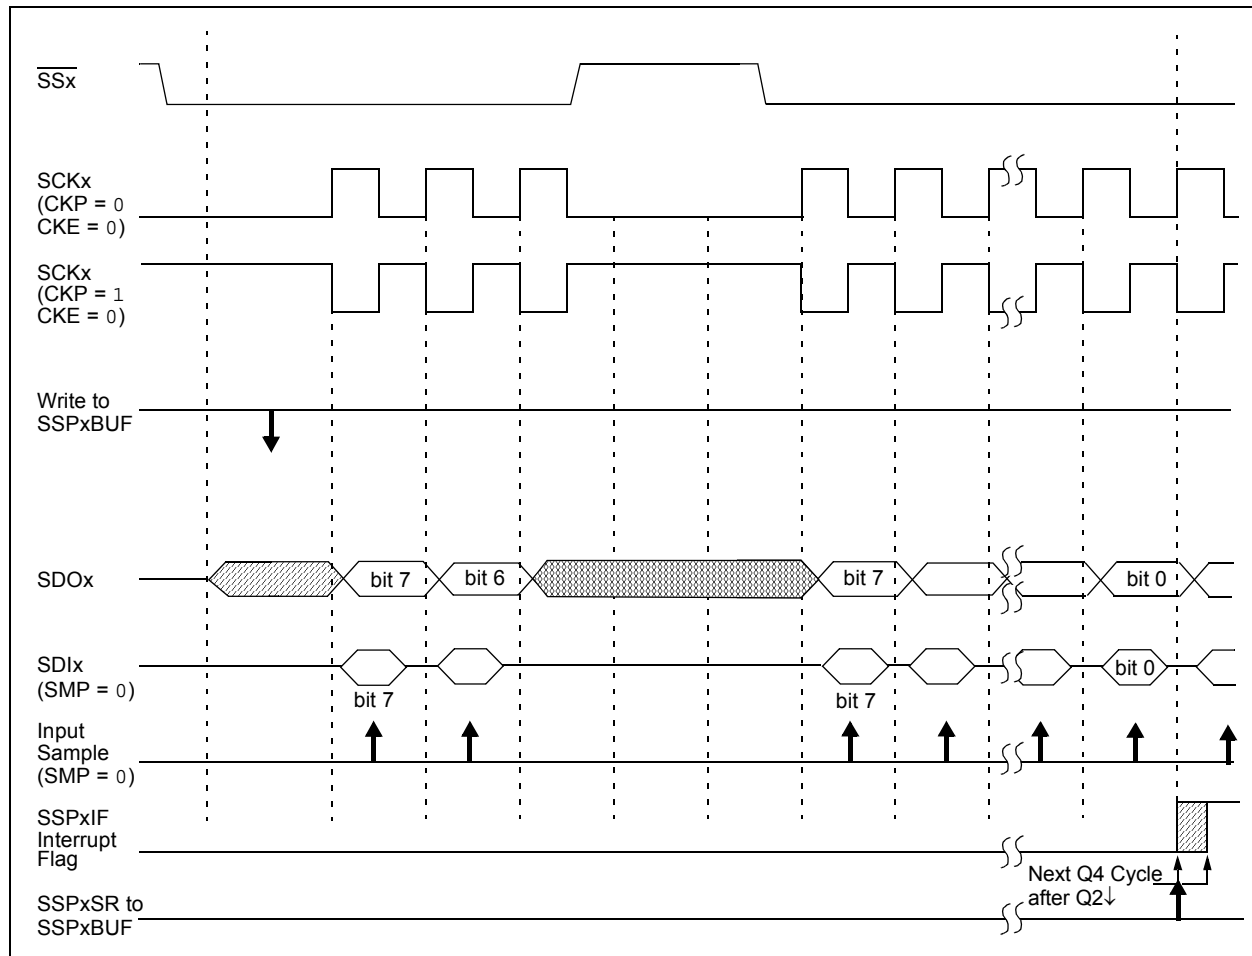 SSx
SCKx
(CKP = 0
CKE = 0)
SCKx
(CKP = 1
CKE = 0)
Write to
SSPxBUF
SDOx
bit 7
bit 6
bit 7
bit 0
SDIx
(SMP = 0)
bit 7
bit 7
bit 0
Input
Sample
(SMP = 0)
SSPxIF
Interrupt
Flag
Next Q4 Cycle
after Q2↓
SSPxSR to
SSPxBUF